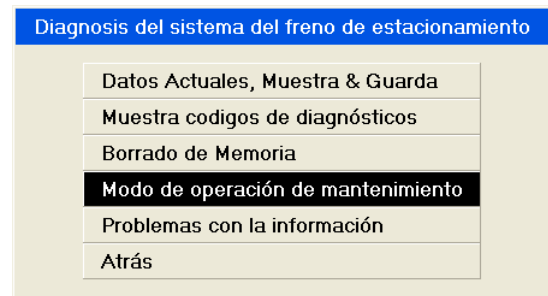 Diagnosis del sistema del freno de estacionamiento
Datos Actuales, Muestra & Guarda
Muestra codigos de diagnósticos
Borrado de Memoria
Modo de operación de mantenimiento
Problemas con la información
Atrás